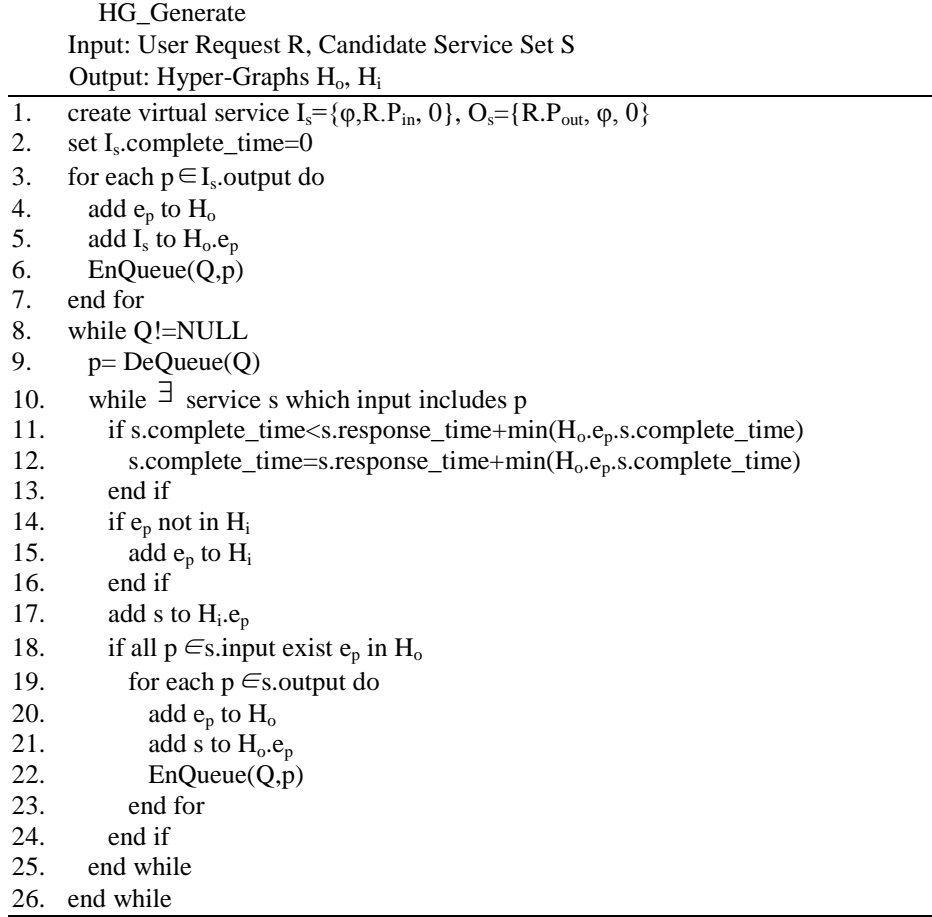 HG_Generate
Input: User Request R, Candidate Service Set S
Output: Hyper-Graphs Ho, Hi
1. create virtual service Is={φ,R.Pin, 0}, Os={R.Pout, φ, 0}
2. set Is.complete_time=0
3. for each p∈Is.output do
4. add ep to Ho
5. add Is to Ho.ep
6. EnQueue(Q,p)
7. end for
8. while Q!=NULL
9. p= DeQueue(Q)
10. while ∃ service s which input includes p
11. if s.complete_time<s.response_time+min(Ho.ep.s.complete_time)
12. s.complete_time=s.response_time+min(Ho.ep.s.complete_time)
13. end if
14. if ep not in Hi
15. add ep to Hi
16. end if
17. add s to Hi.ep
18. if all p ∈s.input exist ep in Ho
19. for each p ∈s.output do
20. add ep to Ho
21. add s to Ho.ep
22. EnQueue(Q,p)
23. end for
24. end if
25. end while
26. end while